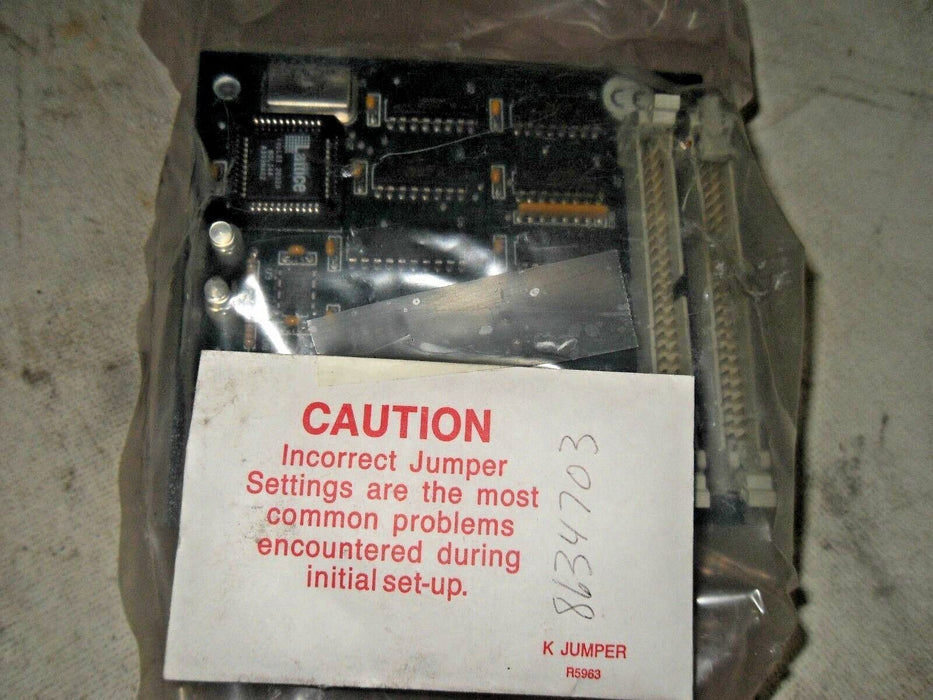 Lattice
CAUTION
Incorrect Jumper
Settings are the most
common problems
encountered during
initial set-up.
8634703
K JUMPER
R5963